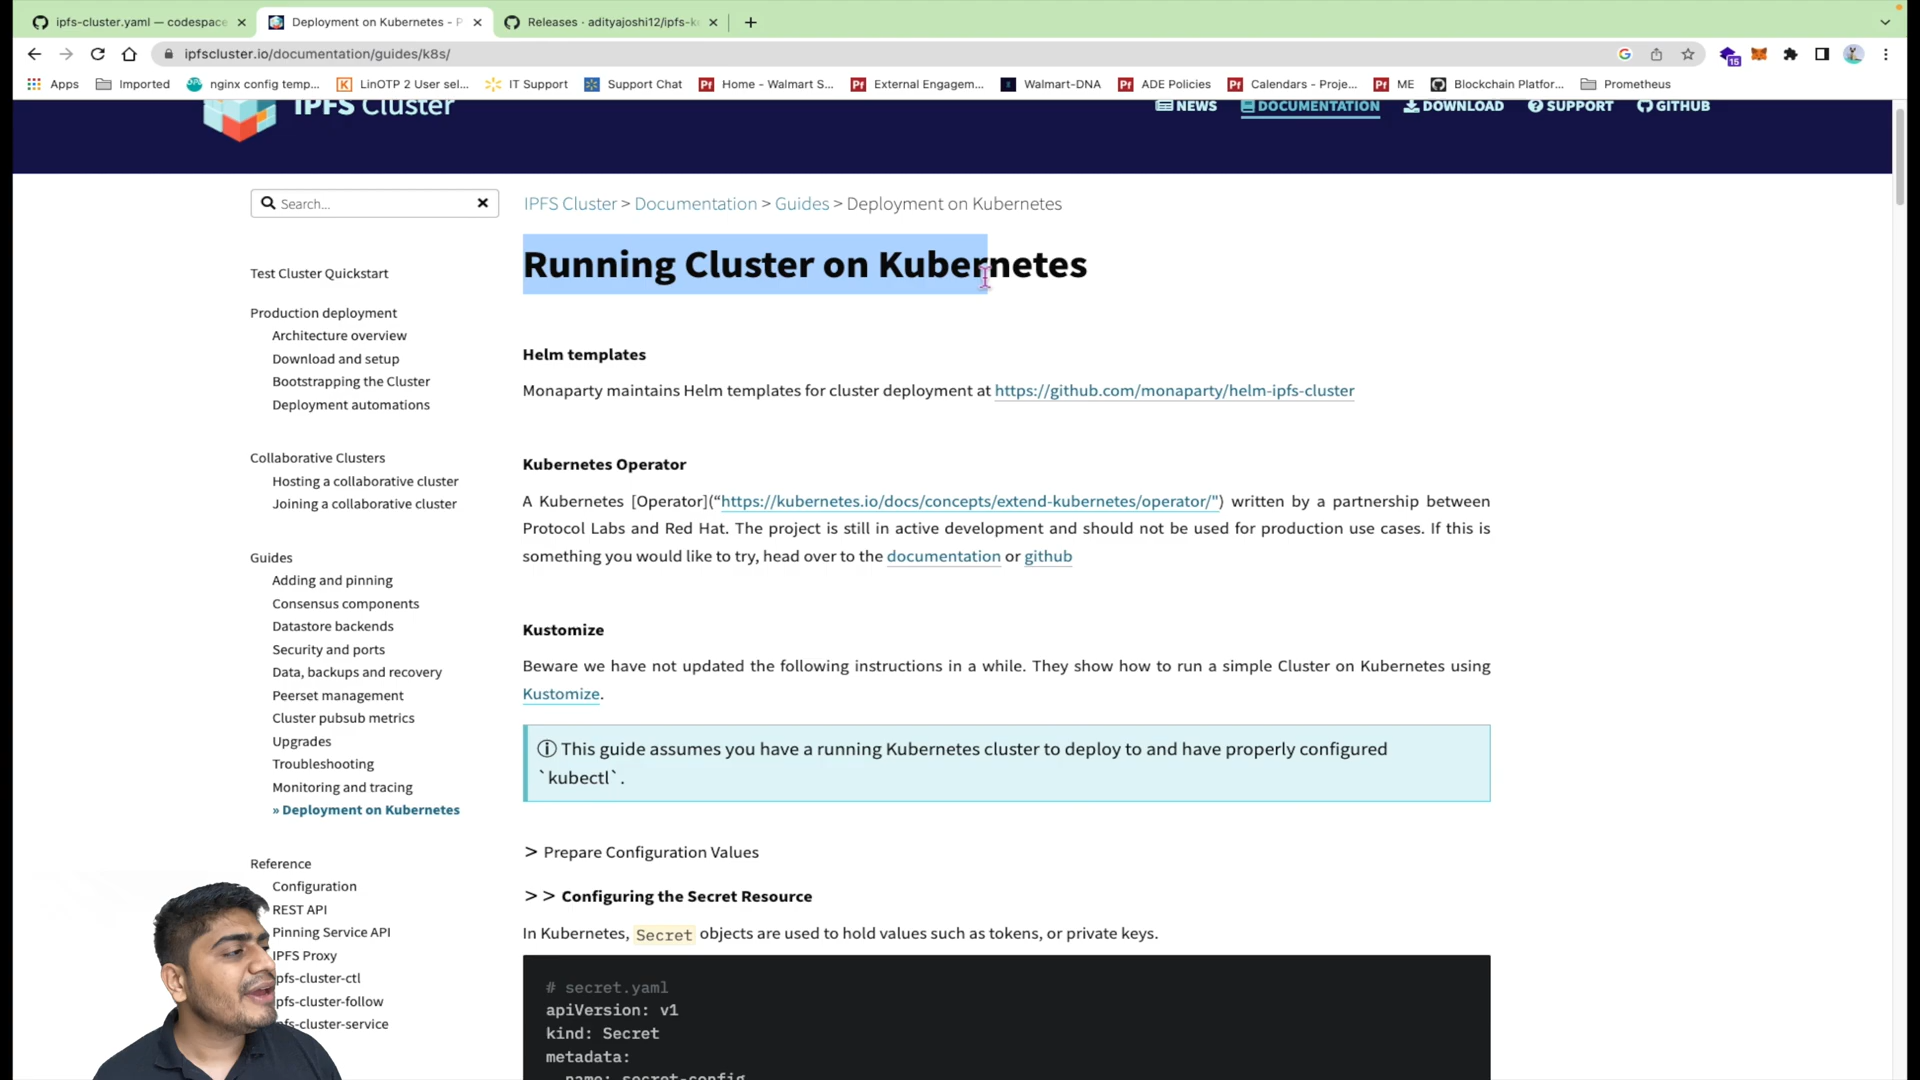 ipfs-cluster.yaml — codespace
Deployment on Kubernetes - P
Releases · adityajoshi12/ipfs-k
ipfscluster.io/documentation/guides/k8s/
15
Apps
Imported
nginx config temp...
LinOTP 2 User sel...
IT Support
Support Chat
Home - Walmart S...
External Engagem...
Walmart-DNA
ADE Policies
Calendars - Proje...
ME
Blockchain Platfor...
Prometheus
IPFS Cluster
NEWS
DOCUMENTATION
DOWNLOAD
SUPPORT
GITHUB
Search...
Test Cluster Quickstart
Production deployment
Architecture overview
Download and setup
Bootstrapping the Cluster
Deployment automations
Collaborative Clusters
Hosting a collaborative cluster
Joining a collaborative cluster
Guides
Adding and pinning
Consensus components
Datastore backends
Security and ports
Data, backups and recovery
Peerset management
Cluster pubsub metrics
Upgrades
Troubleshooting
Monitoring and tracing
» Deployment on Kubernetes
Reference
Configuration
REST API
Pinning Service API
IPFS Proxy
pfs-cluster-ctl
pfs-cluster-follow
pfs-cluster-service
IPFS Cluster > Documentation > Guides > Deployment on Kubernetes
Running Cluster on Kubernetes
Helm templates
Monaparty maintains Helm templates for cluster deployment at https://github.com/monaparty/helm-ipfs-cluster
Kubernetes Operator
A Kubernetes [Operator](“https://kubernetes.io/docs/concepts/extend-kubernetes/operator/") written by a partnership between
Protocol Labs and Red Hat. The project is still in active development and should not be used for production use cases. If this is
something you would like to try, head over to the documentation or github
Kustomize
Beware we have not updated the following instructions in a while. They show how to run a simple Cluster on Kubernetes using
Kustomize.
This guide assumes you have a running Kubernetes cluster to deploy to and have properly configured
`kubectl`.
> Prepare Configuration Values
> > Configuring the Secret Resource
In Kubernetes, Secret objects are used to hold values such as tokens, or private keys.
# secret.yaml
apiVersion: v1
kind: Secret
metadata:
name: secret-config